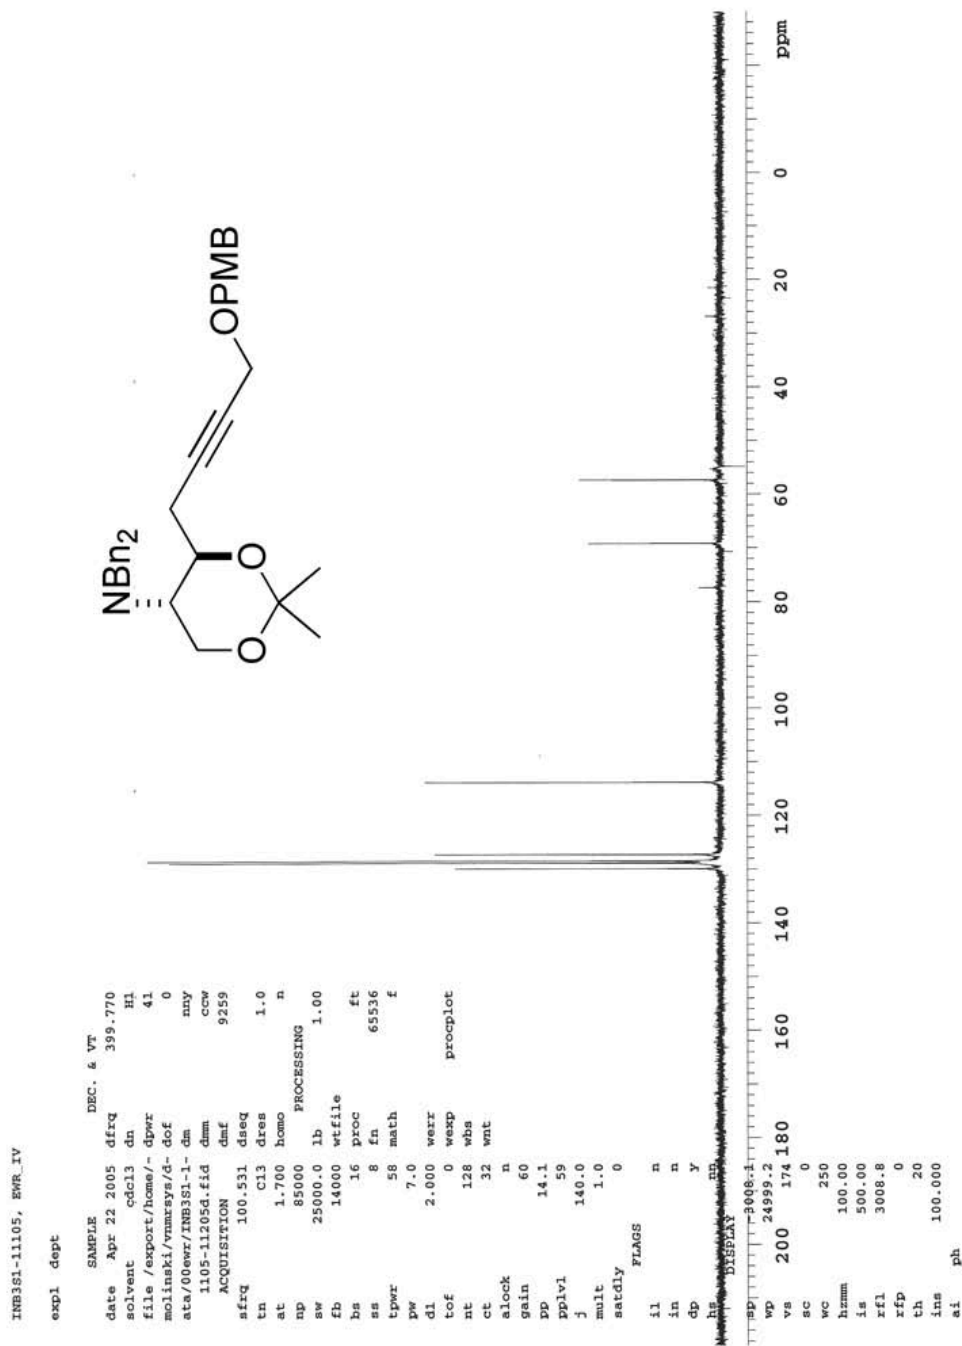 INB3S1-11105, EWR_IV
exp1 dept
SAMPLE
date Apr 22 2005
solvent cdcl3
file /export/home/~
molinski/vnmrsys/d~
ata/00ewr/INB3S1-1~
1105-11205d.fid
ACQUISITION
sfrq 100.531
tn C13
at 1.700
np 85000
sw 25000.0
fb 14000
bs 16
ss 8
tpwr 58
pw 7.0
d1 2.000
tof 0
nt 128
ct 32
alock n
gain 60
pp 14.1
pplvl 59
j 140.0
mult 1.0
satdly 0
FLAGS
il n
in n
dp y
hs nn
DISPLAY
sp -3008.1
wp 24999.2
vs 174
sc 0
wc 250
hzmm 100.00
is 500.00
rfl 3008.8
rfp 0
th 20
ins 100.000
ai ph
DEC. & VT
dfrq 399.770
dn H1
dpwr 41
dof 0
dm nny
dmm ccw
dmf 9259
dseq
dres 1.0
homo n
PROCESSING
lb 1.00
wtfile
proc ft
fn 65536
math f
werr
wexp procplot
wbs
wnt
NBn2
O
O
OPMB
200 180 160 140 120 100 80 60 40 20 0 ppm